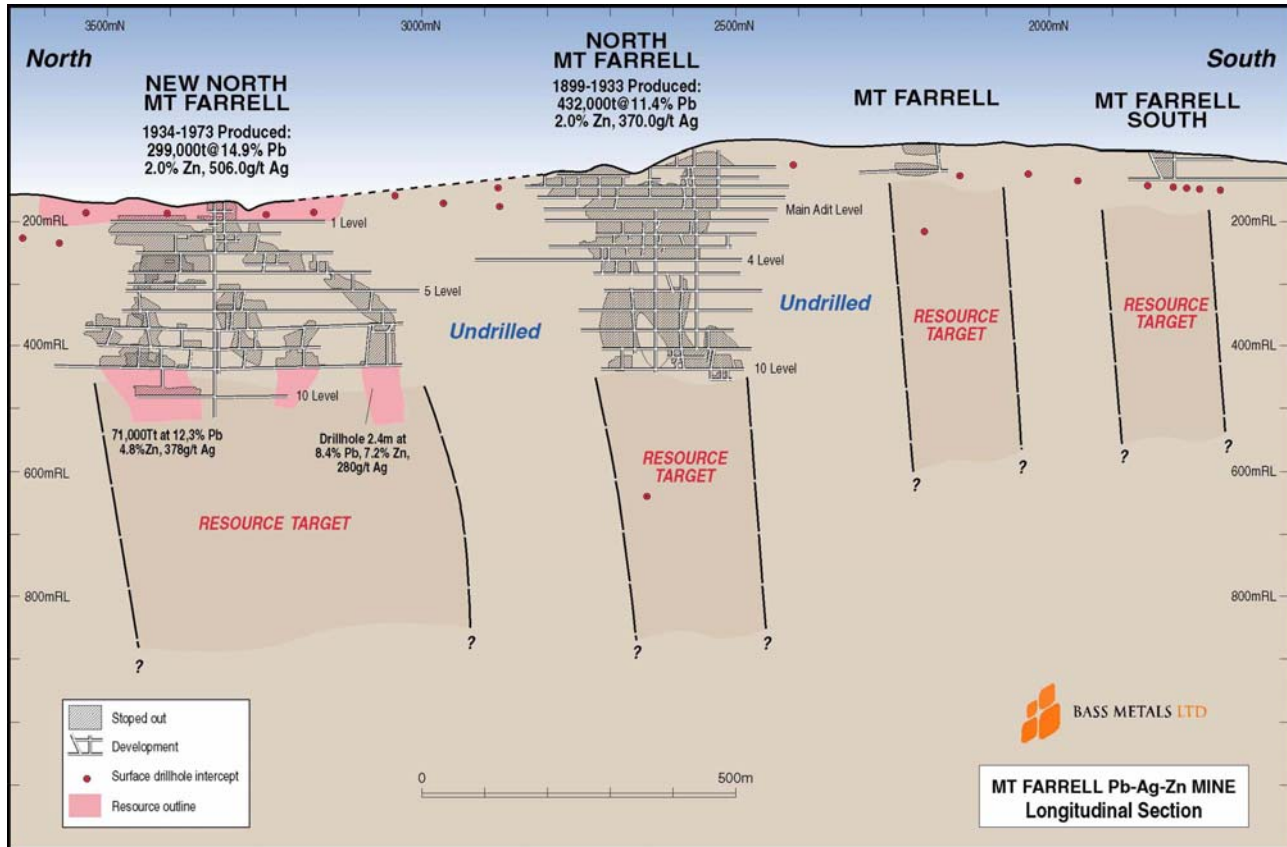 3500mN
3000mN
2500mN
2000mN
North
South
NEW NORTH
MT FARRELL
1934-1973 Produced:
299,000t@14.9% Pb
2.0% Zn, 506.0g/t Ag
NORTH
MT FARRELL
1899-1933 Produced:
432,000t@11.4% Pb
2.0% Zn, 370.0g/t Ag
MT FARRELL
MT FARRELL
SOUTH
200mRL
1 Level
Main Adit Level
200mRL
4 Level
5 Level
Undrilled
Undrilled
RESOURCE
TARGET
RESOURCE
TARGET
400mRL
400mRL
10 Level
10 Level
71,000Tt at 12,3% Pb
4.8%Zn, 378g/t Ag
Drillhole 2.4m at
8.4% Pb, 7.2% Zn,
280g/t Ag
RESOURCE
TARGET
?
?
?
?
600mRL
600mRL
RESOURCE TARGET
800mRL
800mRL
?
?
?
?
Stoped out
Development
Surface drillhole intercept
Resource outline
0
500m
BASS METALS LTD
MT FARRELL Pb-Ag-Zn MINE
Longitudinal Section